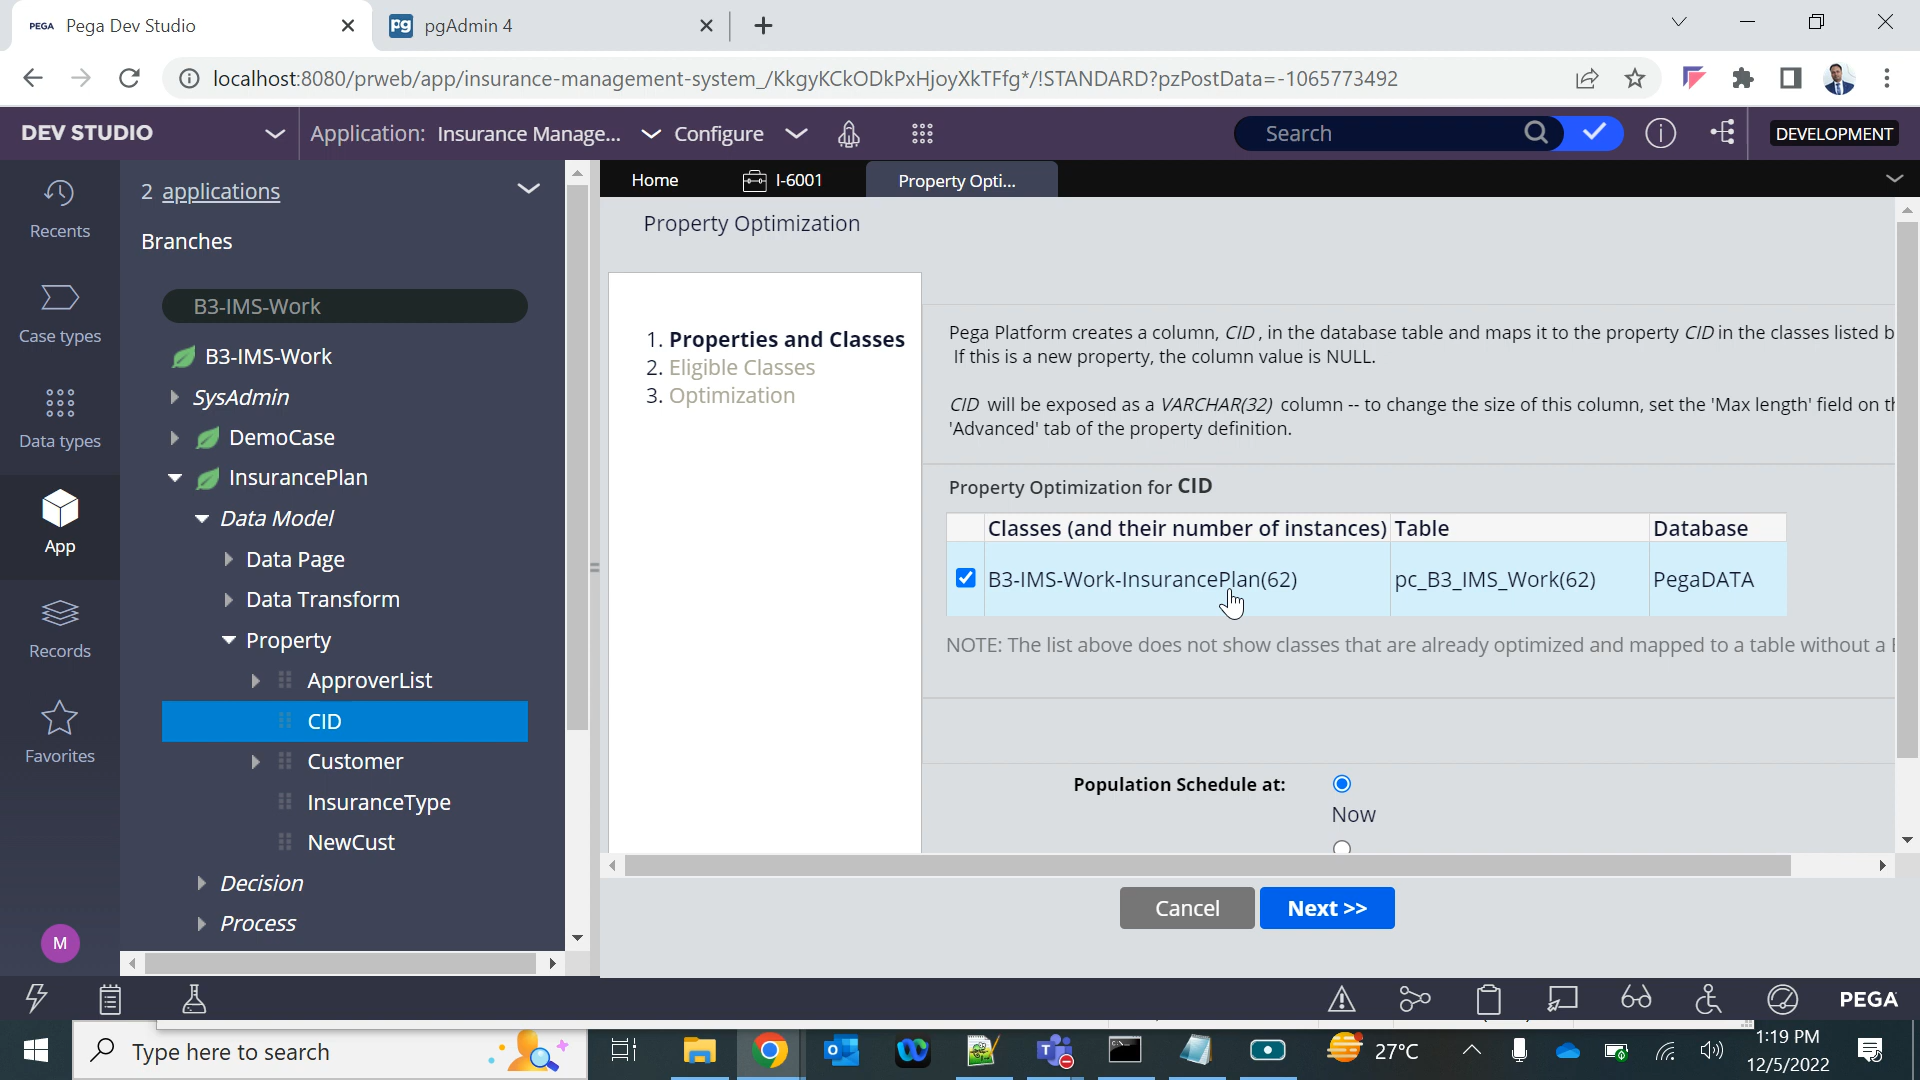 PEGA Pega Dev Studio
pg pgAdmin 4
localhost:8080/prweb/app/insurance-management-system_/KkgyKCkODkPxHjoyXkTFfg*/!STANDARD?pzPostData=-1065773492
DEV STUDIO
Application: Insurance Manage...
Configure
Search
DEVELOPMENT
Recents
Case types
Data types
App
Records
Favorites
M
2 applications
Branches
B3-IMS-Work
B3-IMS-Work
SysAdmin
DemoCase
InsurancePlan
Data Model
Data Page
Data Transform
Property
ApproverList
CID
Customer
InsuranceType
NewCust
Decision
Process
Home
I-6001
Property Opti...
Property Optimization
1. Properties and Classes
2. Eligible Classes
3. Optimization
Pega Platform creates a column, CID, in the database table and maps it to the property CID in the classes listed b
If this is a new property, the column value is NULL.
CID will be exposed as a VARCHAR(32) column -- to change the size of this column, set the 'Max length' field on th
'Advanced' tab of the property definition.
Property Optimization for CID
Classes (and their number of instances) Table Database
B3-IMS-Work-InsurancePlan(62) pc_B3_IMS_Work(62) PegaDATA
NOTE: The list above does not show classes that are already optimized and mapped to a table without a
Population Schedule at:
Now
Cancel
Next >>
PEGA
Type here to search
27°C
1:19 PM
12/5/2022